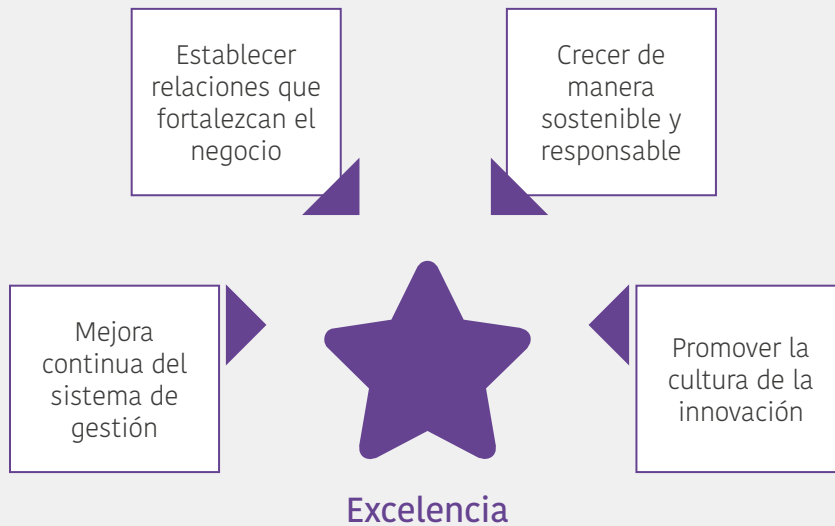 Establecer
relaciones que
fortalezcan el
negocio
Crecer de
manera
sostenible y
responsable
Mejora
continua del
sistema de
gestión
Promover la
cultura de la
innovación
Excelencia